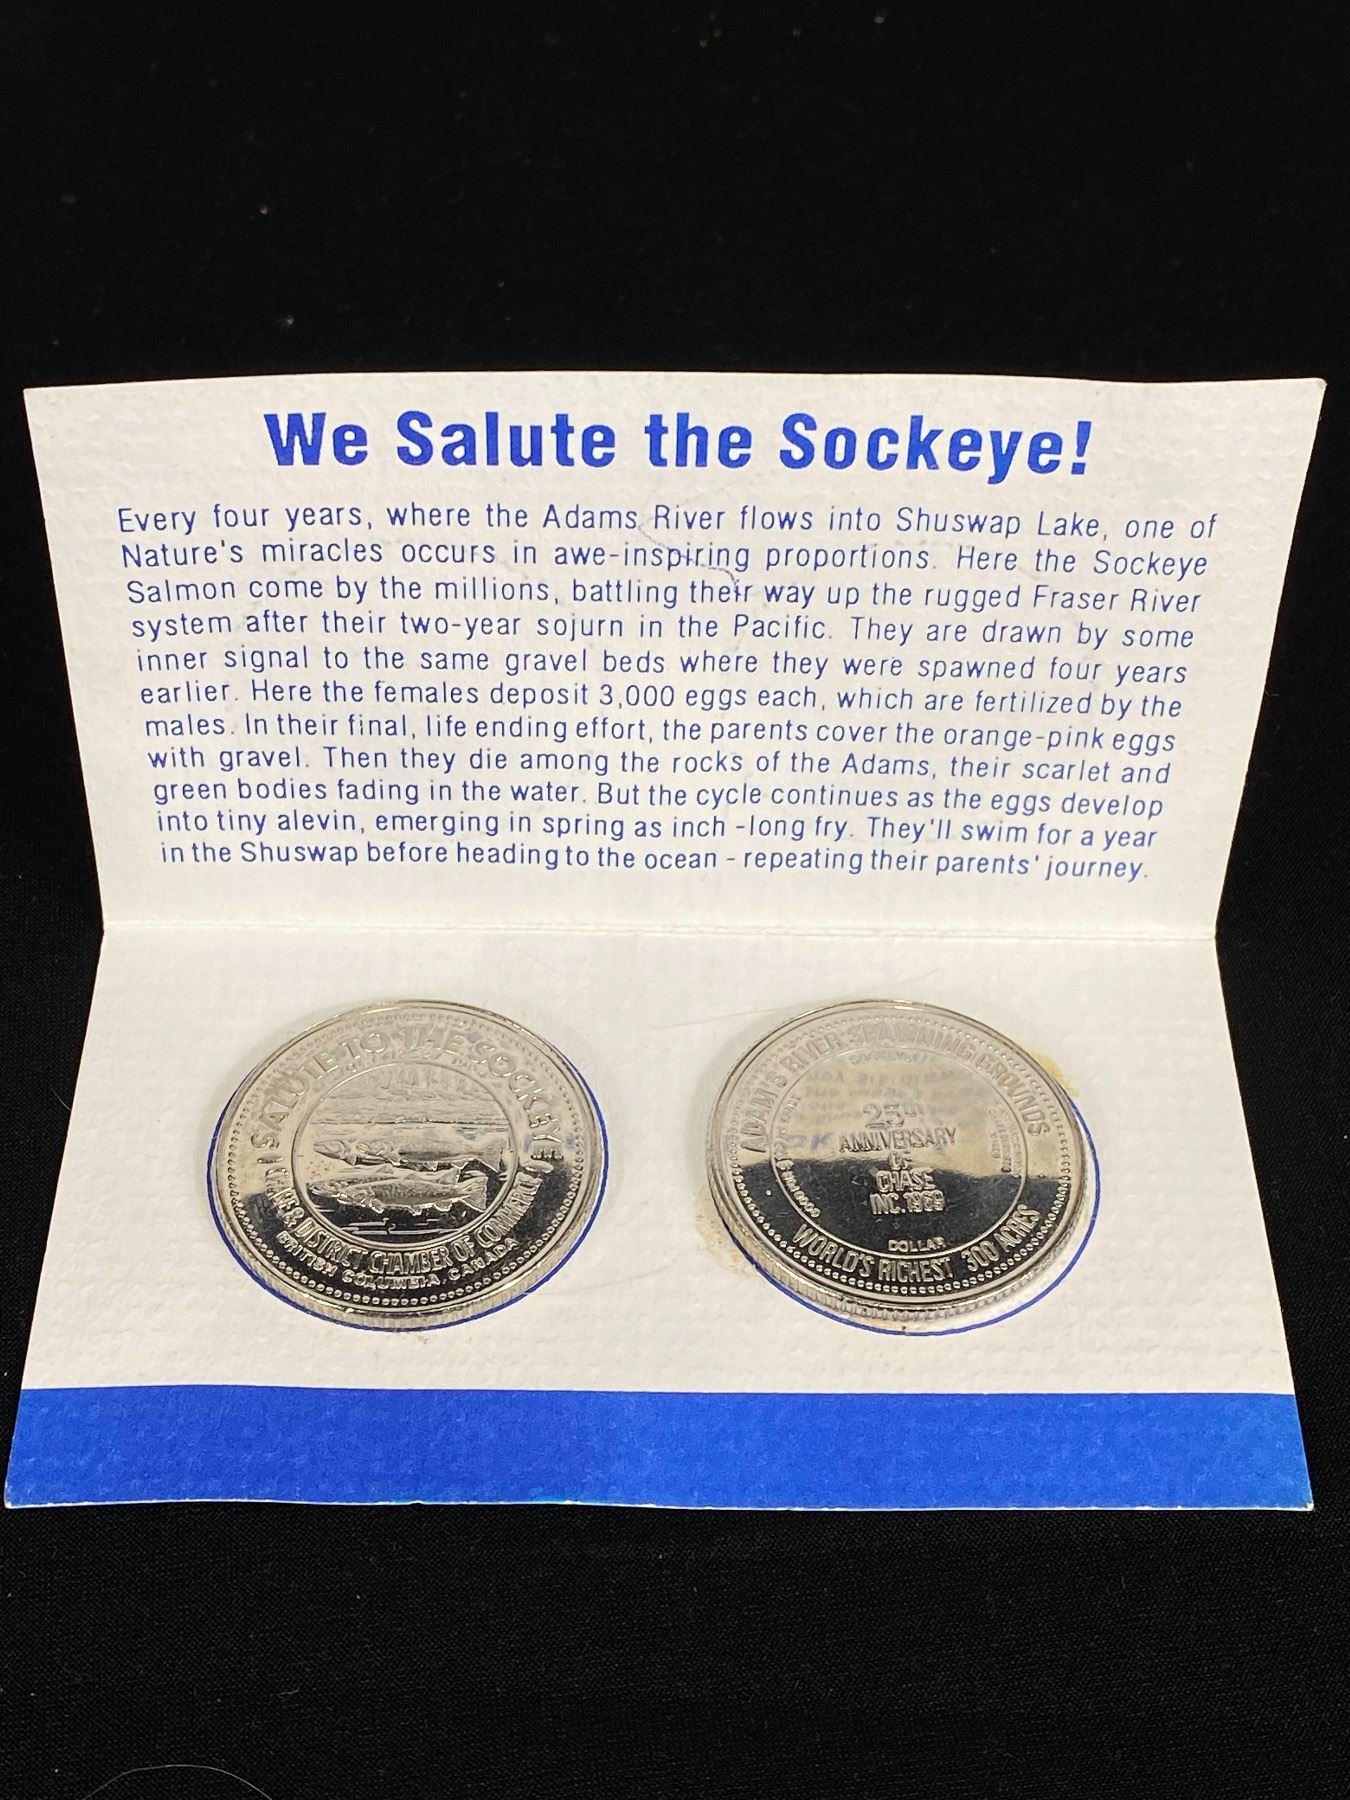 We Salute the Sockeye!
Every four years, where the Adams River flows into Shuswap Lake, one of
Nature's miracles occurs in awe-inspiring proportions. Here the Sockeye
Salmon come by the millions, battling their way up the rugged Fraser River
system after their two-year sojurn in the Pacific. They are drawn by some
inner signal to the same gravel beds where they were spawned four years
earlier. Here the females deposit 3,000 eggs each, which are fertilized by the
males. In their final, life ending effort, the parents cover the orange-pink eggs
with gravel. Then they die among the rocks of the Adams, their scarlet and
green bodies fading in the water. But the cycle continues as the eggs develop
into tiny alevin, emerging in spring as inch -long fry. They'll swim for a year
in the Shuswap before heading to the ocean - repeating their parents' journey.
SALUTE TO THE SOCKEYE
& DISTRICT CHAMBER OF COMMERCE
BRITISH COLUMBIA, CANADA
ADAM'S RIVER SPAWNING GROUNDS
25TH
ANNIVERSARY
OF
CHASE
INC. 1969
DOLLAR
WORLD'S RICHEST 300 ACRES